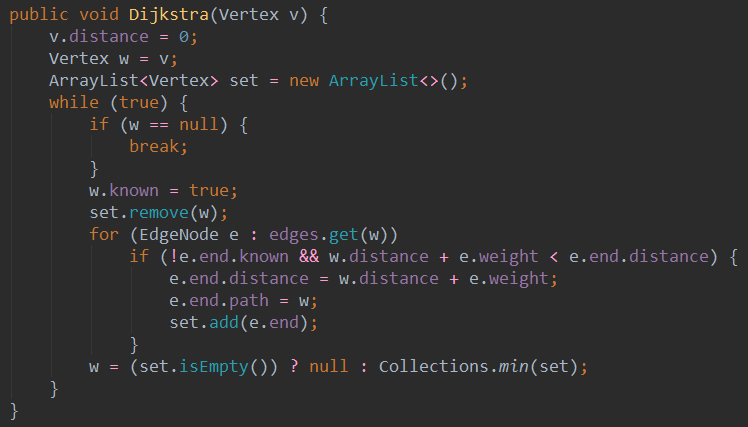 public void Dijkstra(Vertex v) {
    v.distance = 0;
    Vertex w = v;
    ArrayList<Vertex> set = new ArrayList<>();
    while (true) {
        if (w == null) {
            break;
        }
        w.known = true;
        set.remove(w);
        for (EdgeNode e : edges.get(w))
            if (!e.end.known && w.distance + e.weight < e.end.distance) {
                e.end.distance = w.distance + e.weight;
                e.end.path = w;
                set.add(e.end);
            }
        w = (set.isEmpty()) ? null : Collections.min(set);
    }
}